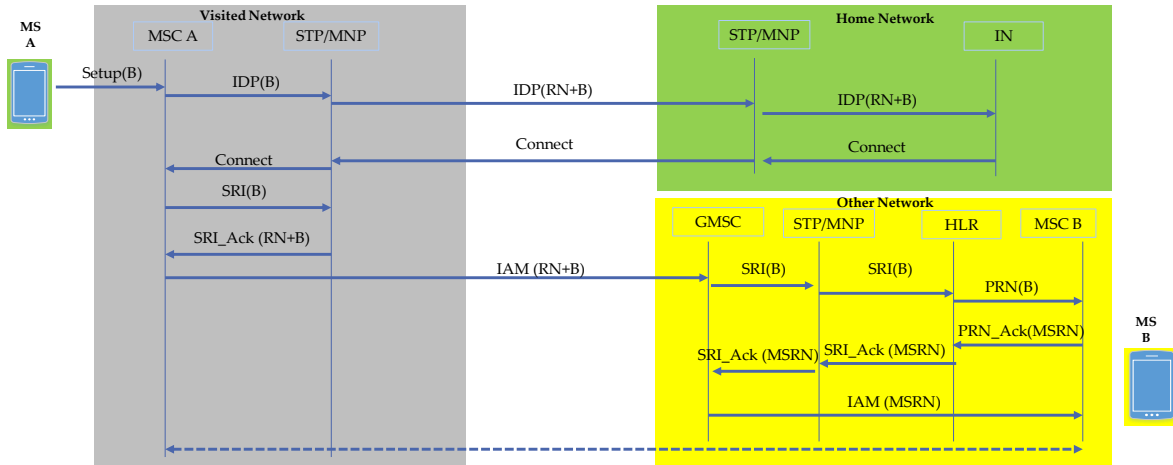 Visited Network
Home Network
MS
A
MSC A
STP/MNP
STP/MNP
IN
Setup(B)
IDP(B)
IDP(RN+B)
IDP(RN+B)
Connect
Connect
Connect
SRI(B)
Other Network
GMSC
STP/MNP
HLR
MSC B
SRI_Ack (RN+B)
IAM (RN+B)
SRI(B)
SRI(B)
PRN(B)
MS
B
PRN_Ack(MSRN)
SRI_Ack (MSRN)
SRI_Ack (MSRN)
IAM (MSRN)